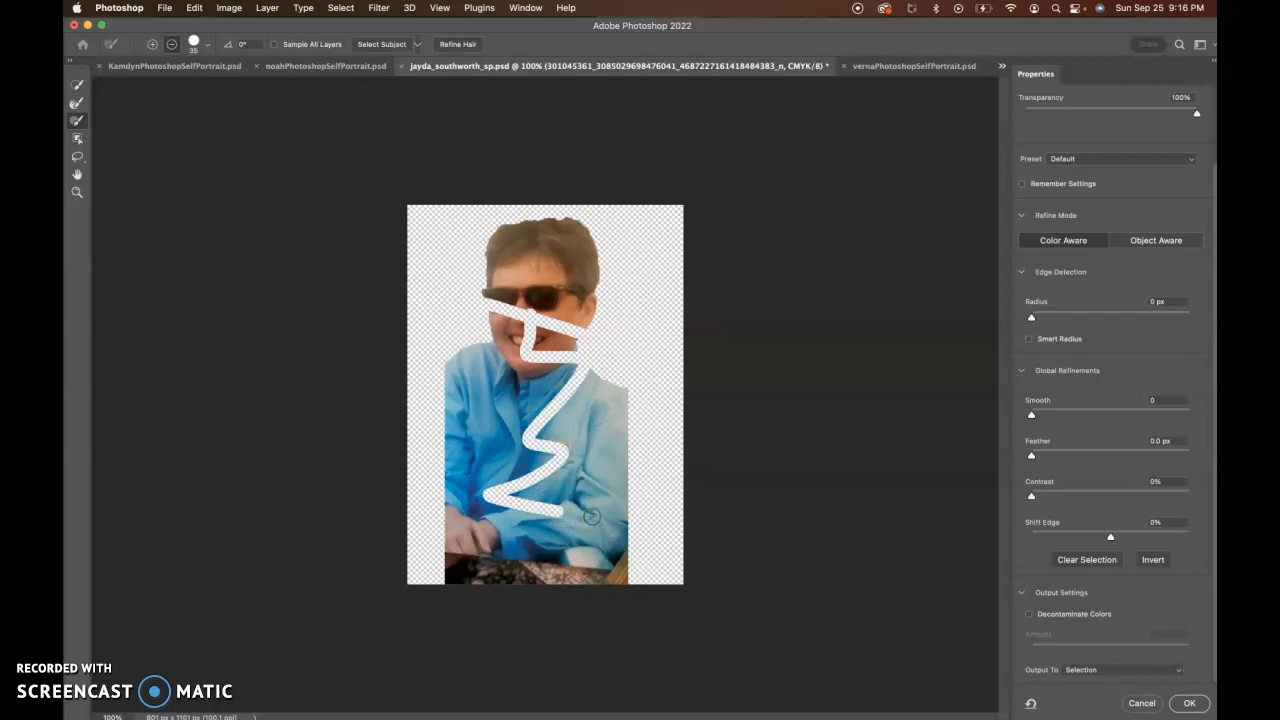 Photoshop File Edit Image Layer Type Select Filter 3D View Plugins Window Help Sun Sep 25 9:16 PM
Adobe Photoshop 2022
35 0° Sample All Layers Select Subject Refine Hair Share
KamdynPhotoshopSelfPortrait.psd noahPhotoshopSelfPortrait.psd jayda_southworth_sp.psd @ 100% (301045361_3085029698476041_4687227161418484383_n, CMYK/8) * vernaPhotoshopSelfPortrait.psd
Properties
Transparency 100%
Preset Default
Remember Settings
Refine Mode
Color Aware Object Aware
Edge Detection
Radius 0 px
Smart Radius
Global Refinements
Smooth 0
Feather 0.0 px
Contrast 0%
Shift Edge 0%
Clear Selection Invert
Output Settings
Decontaminate Colors
Amount
Output To Selection
Cancel OK
RECORDED WITH
SCREENCAST MATIC
100% 601 px x 1101 px (100.1 ppi)